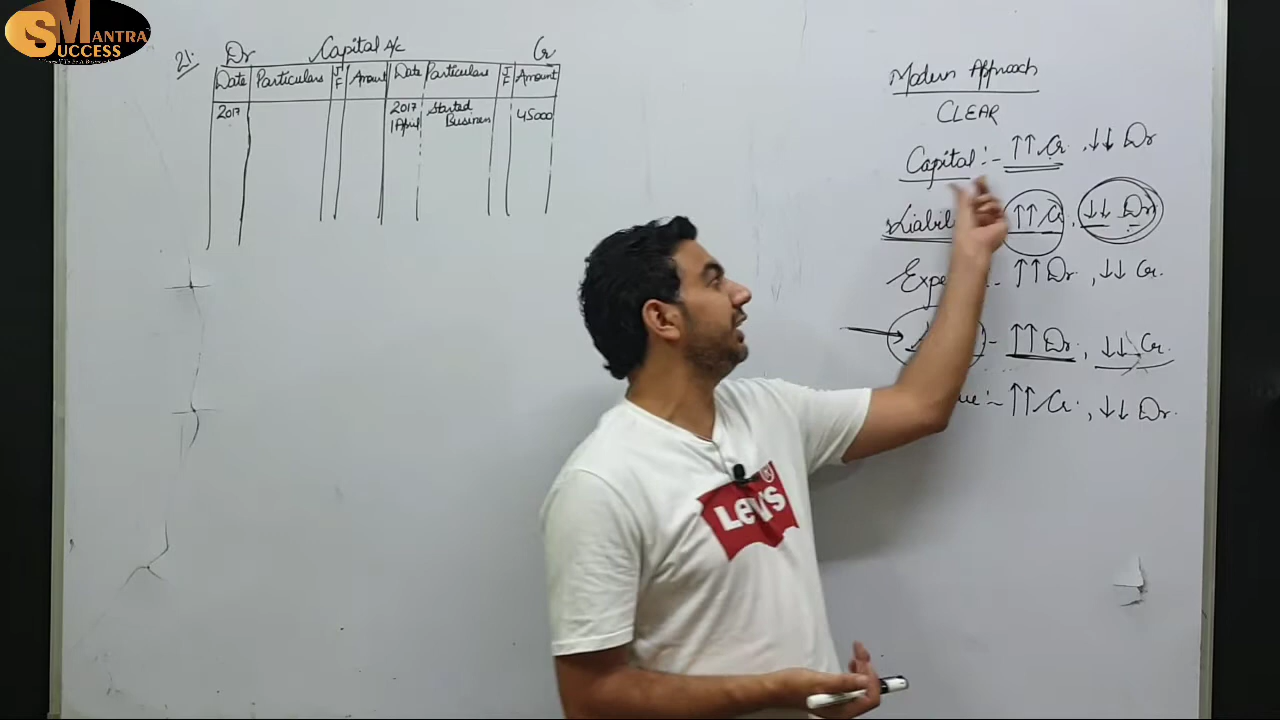 SUCCESS MANTRA
21.
Dr Capital A/c Cr
Date Particulars J F Amount Date Particulars J F Amount
2017 2017 Started 45000
1 April Business
Modern Approach
CLEAR
Capital :- ↑↑ Cr , ↓↓ Dr
↑↑ Cr , ↓↓ Dr
↑↑ Dr , ↓↓ Cr.
- ↑↑ Dr. , ↓↓ Cr.
:- ↑↑ Cr. , ↓↓ Dr.
LEVI'S